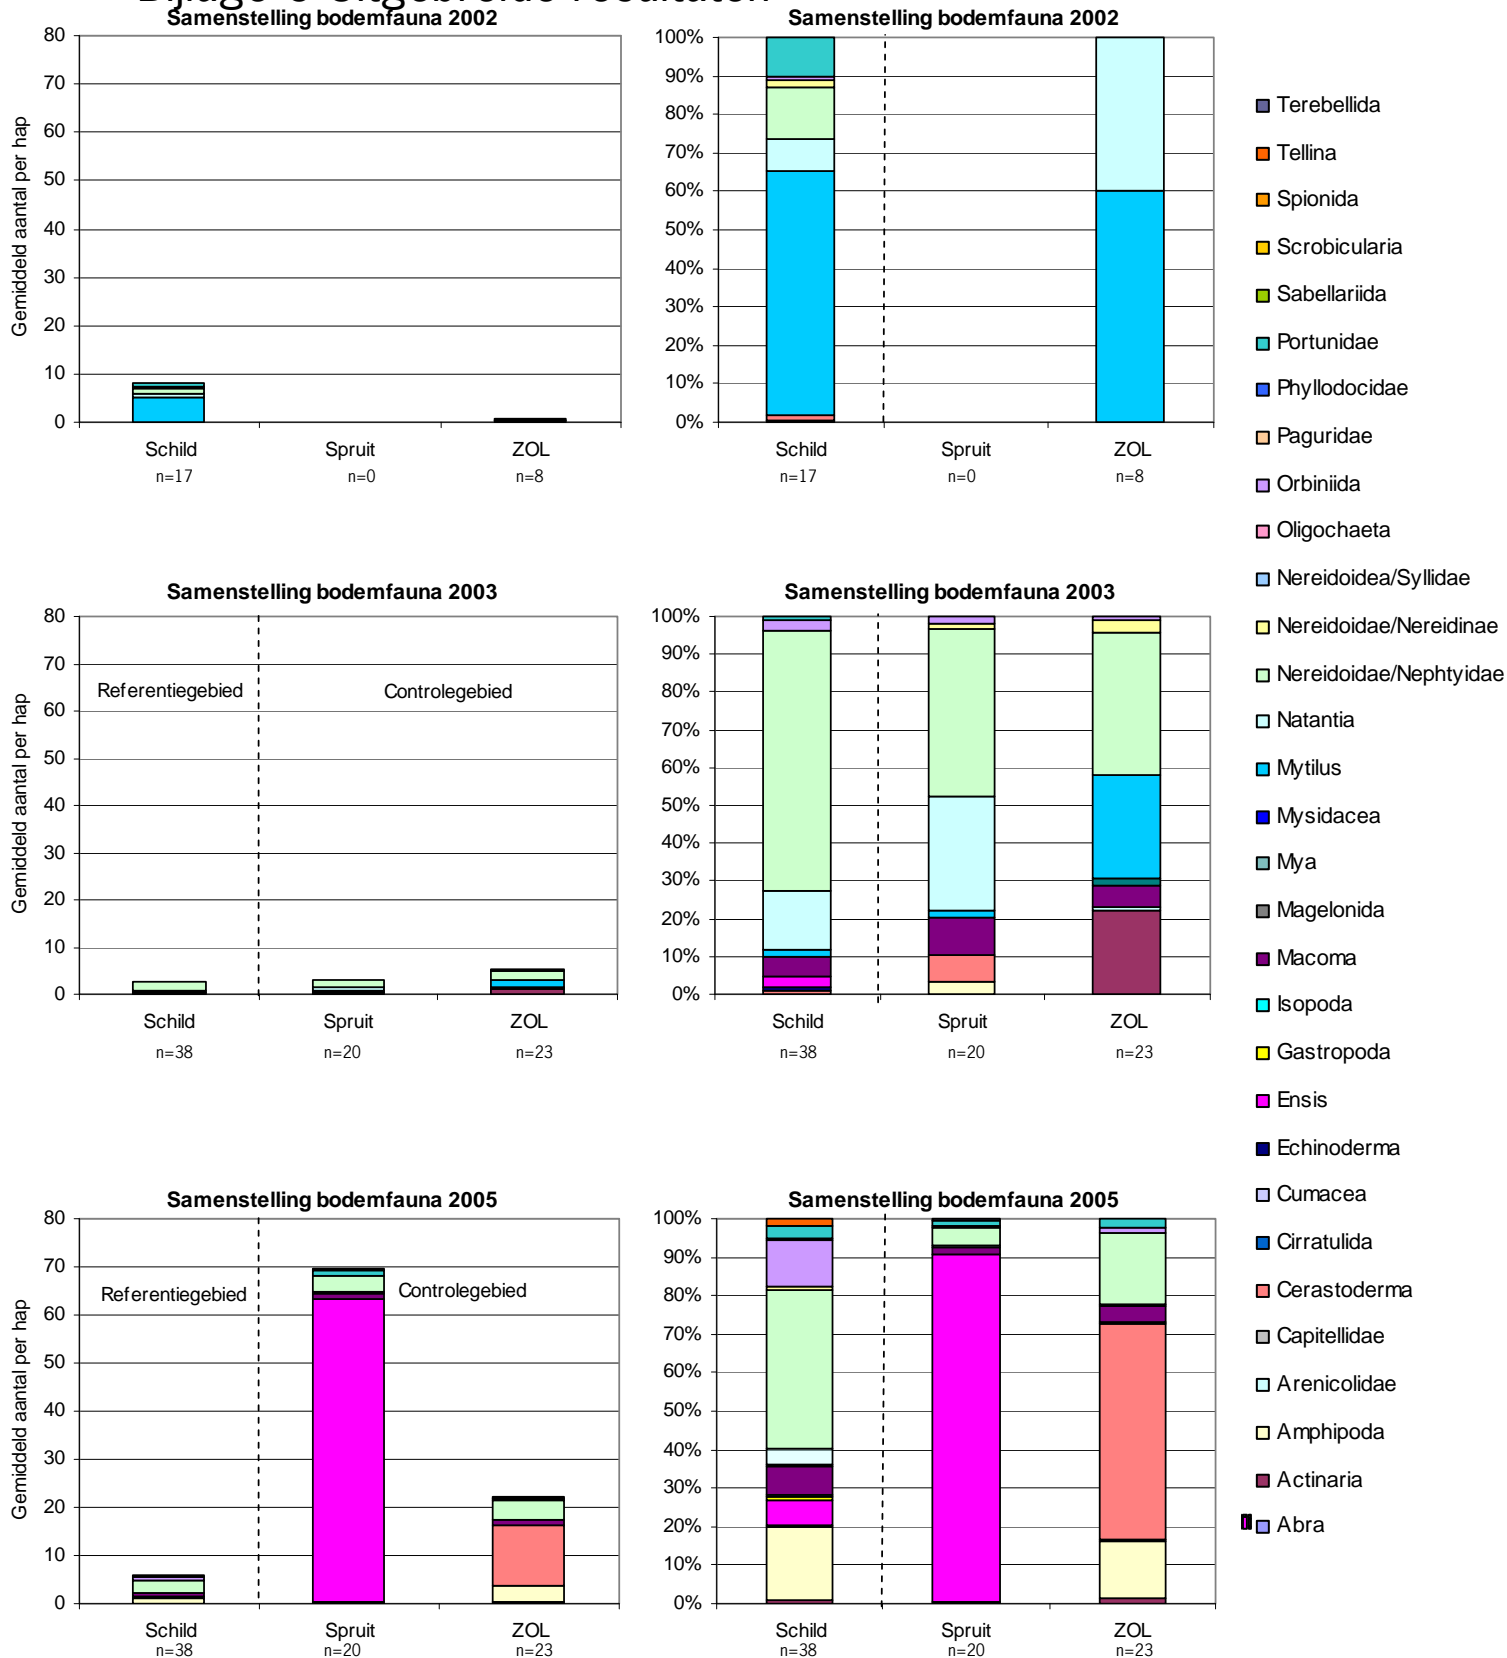 Samenstelling bodemfauna 2002
80
70
60
50
40
30
20
10
0
Gemiddeld aantal per hap
Schild
Spruit
ZOL
n=17
n=0
n=8
Samenstelling bodemfauna 2002
100%
90%
80%
70%
60%
50%
40%
30%
20%
10%
0%
Schild
Spruit
ZOL
n=17
n=0
n=8
Samenstelling bodemfauna 2003
80
70
60
50
40
30
20
10
0
Gemiddeld aantal per hap
Referentiegebied
Controlegebied
Schild
Spruit
ZOL
n=38
n=20
n=23
Samenstelling bodemfauna 2003
100%
90%
80%
70%
60%
50%
40%
30%
20%
10%
0%
Schild
Spruit
ZOL
n=38
n=20
n=23
Samenstelling bodemfauna 2005
80
70
60
50
40
30
20
10
0
Gemiddeld aantal per hap
Referentiegebied
Controlegebied
Schild
Spruit
ZOL
n=38
n=20
n=23
Samenstelling bodemfauna 2005
100%
90%
80%
70%
60%
50%
40%
30%
20%
10%
0%
Schild
Spruit
ZOL
n=38
n=20
n=23
Terebellida
Tellina
Spionida
Scrobicularia
Sabellariida
Portunidae
Phyllodocidae
Paguridae
Orbiniida
Oligochaeta
Nereidoidea/Syllidae
Nereidoidae/Nereidinae
Nereidoidae/Nephtyidae
Natantia
Mytilus
Mysidacea
Mya
Magelonida
Macoma
Isopoda
Gastropoda
Ensis
Echinoderma
Cumacea
Cirratulida
Cerastoderma
Capitellidae
Arenicolidae
Amphipoda
Actinaria
Abra